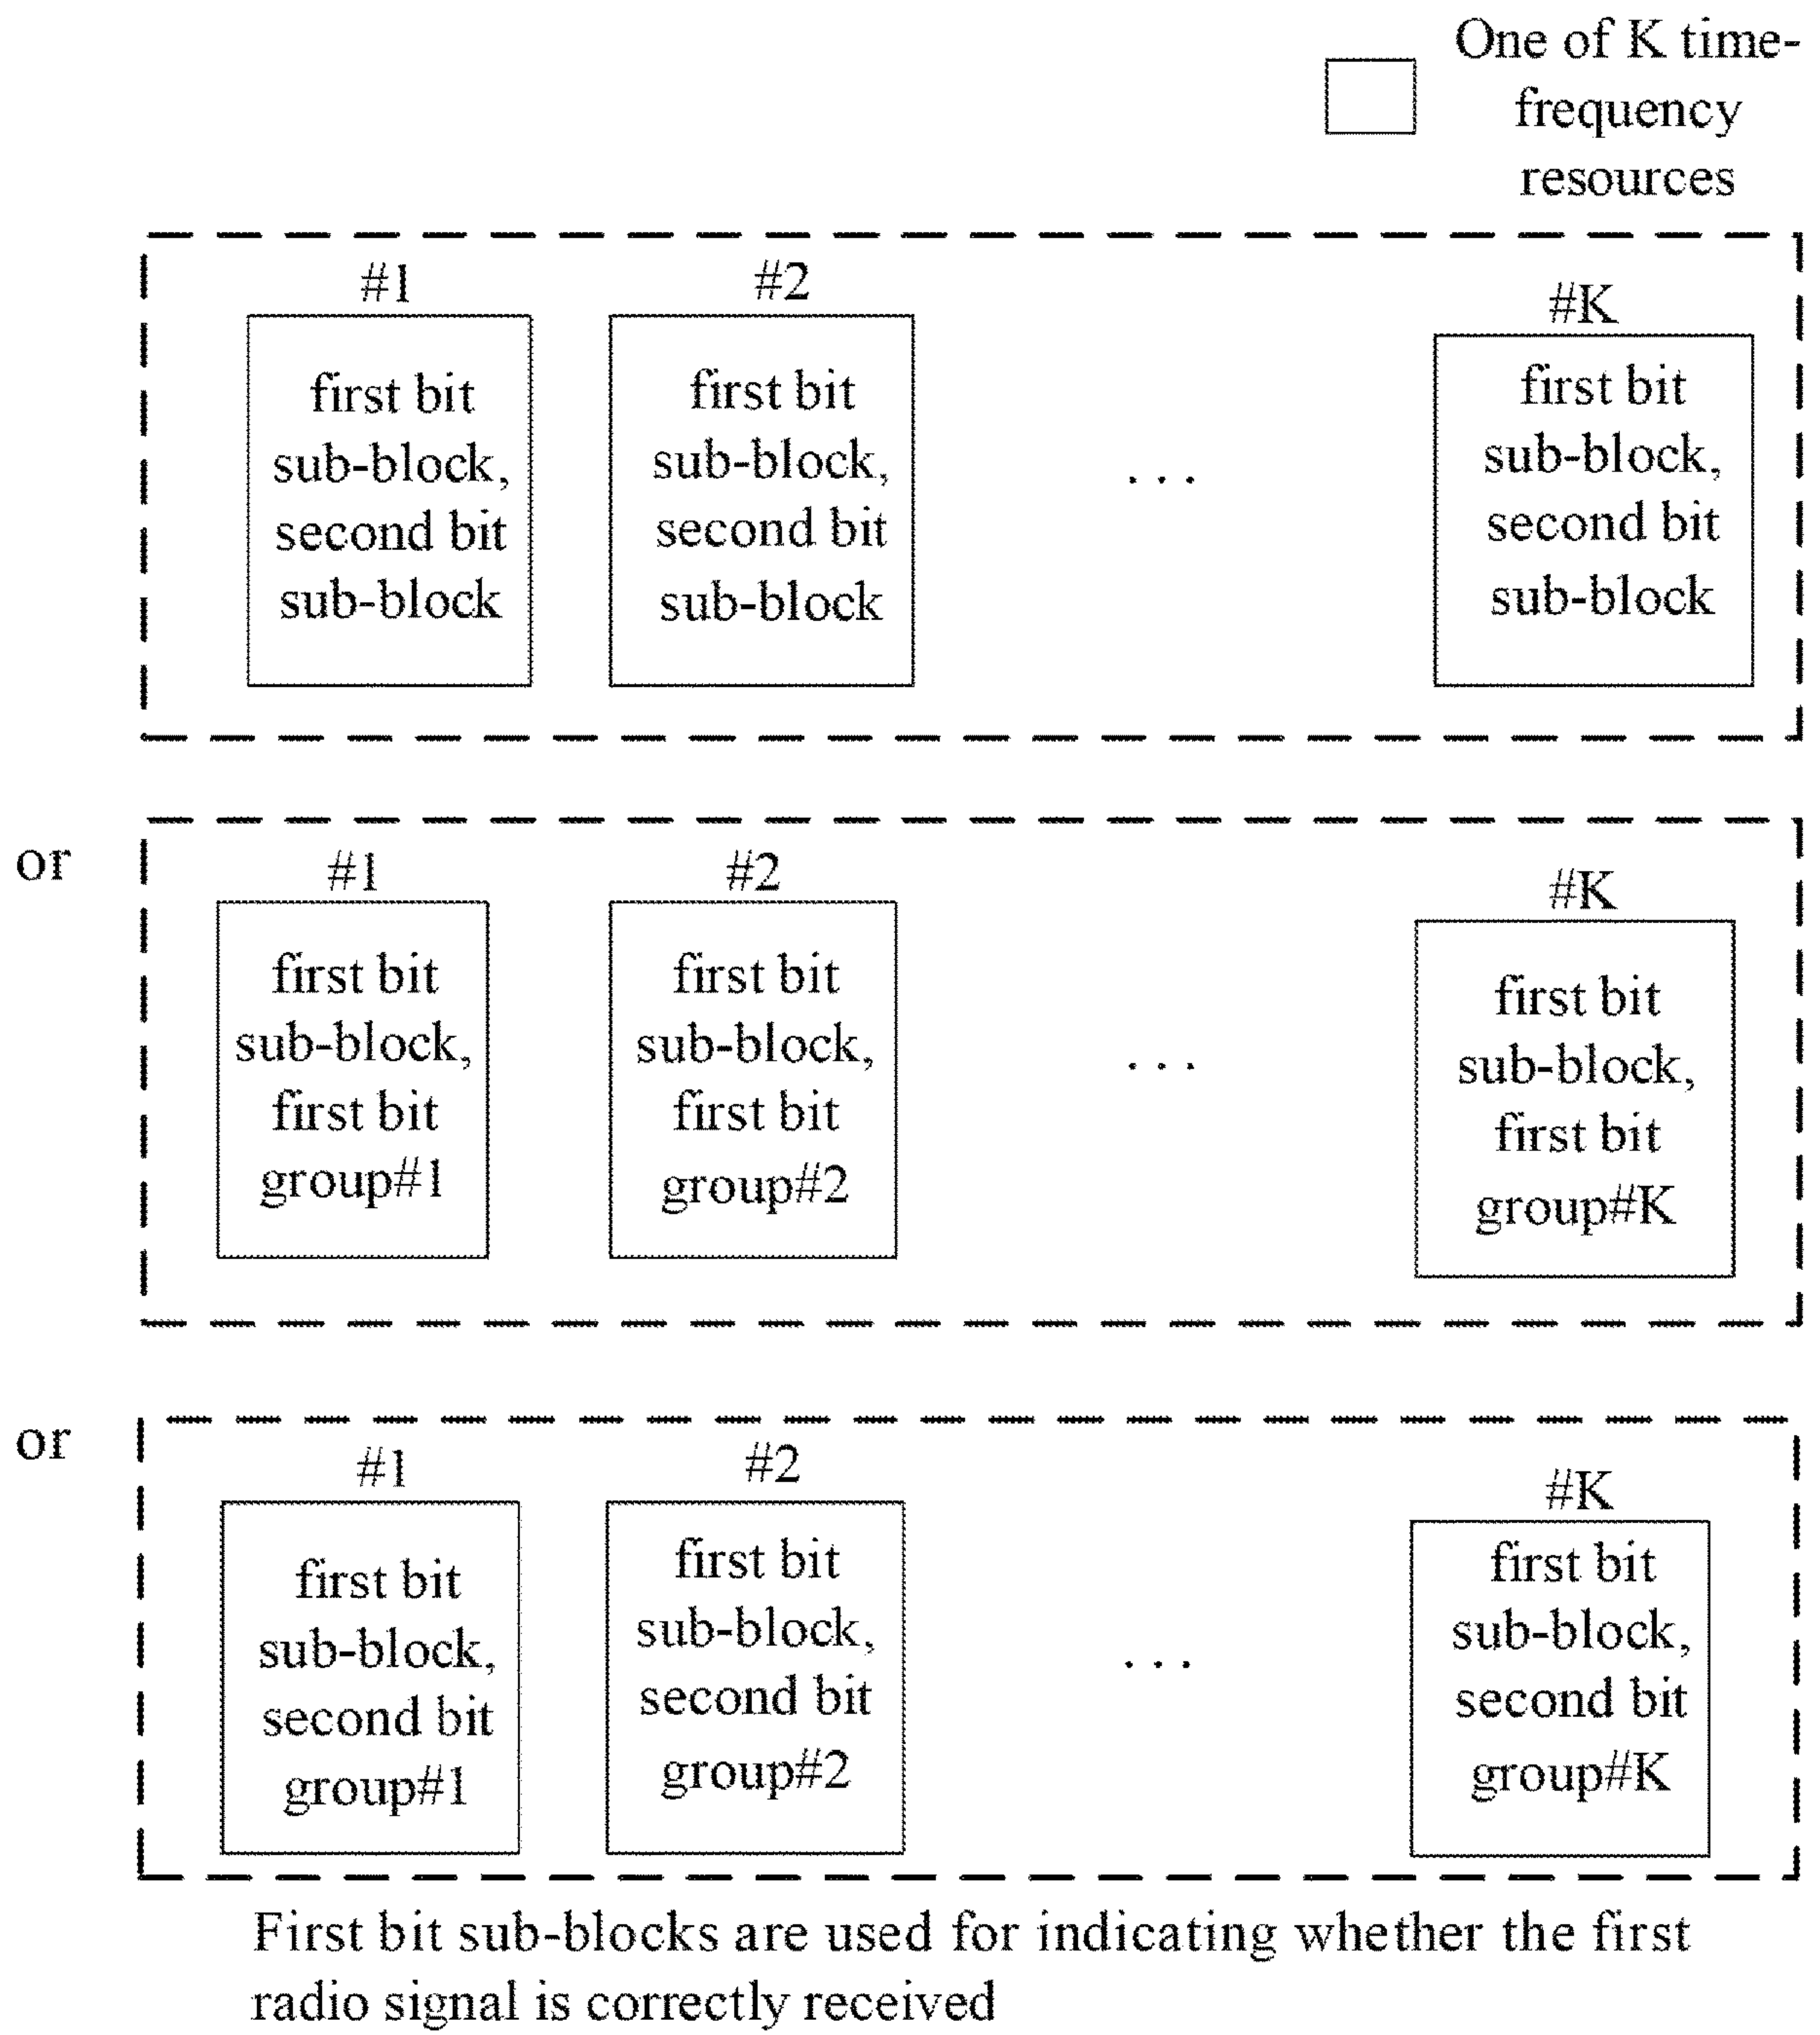 One of K time-
frequency
resources
#1
first bit
sub-block,
second bit
sub-block
#2
first bit
sub-block,
second bit
sub-block
...
#K
first bit
sub-block,
second bit
sub-block
or
#1
first bit
sub-block,
first bit
group#1
#2
first bit
sub-block,
first bit
group#2
...
#K
first bit
sub-block,
first bit
group#K
or
#1
first bit
sub-block,
second bit
group#1
#2
first bit
sub-block,
second bit
group#2
...
#K
first bit
sub-block,
second bit
group#K
First bit sub-blocks are used for indicating whether the first
radio signal is correctly received